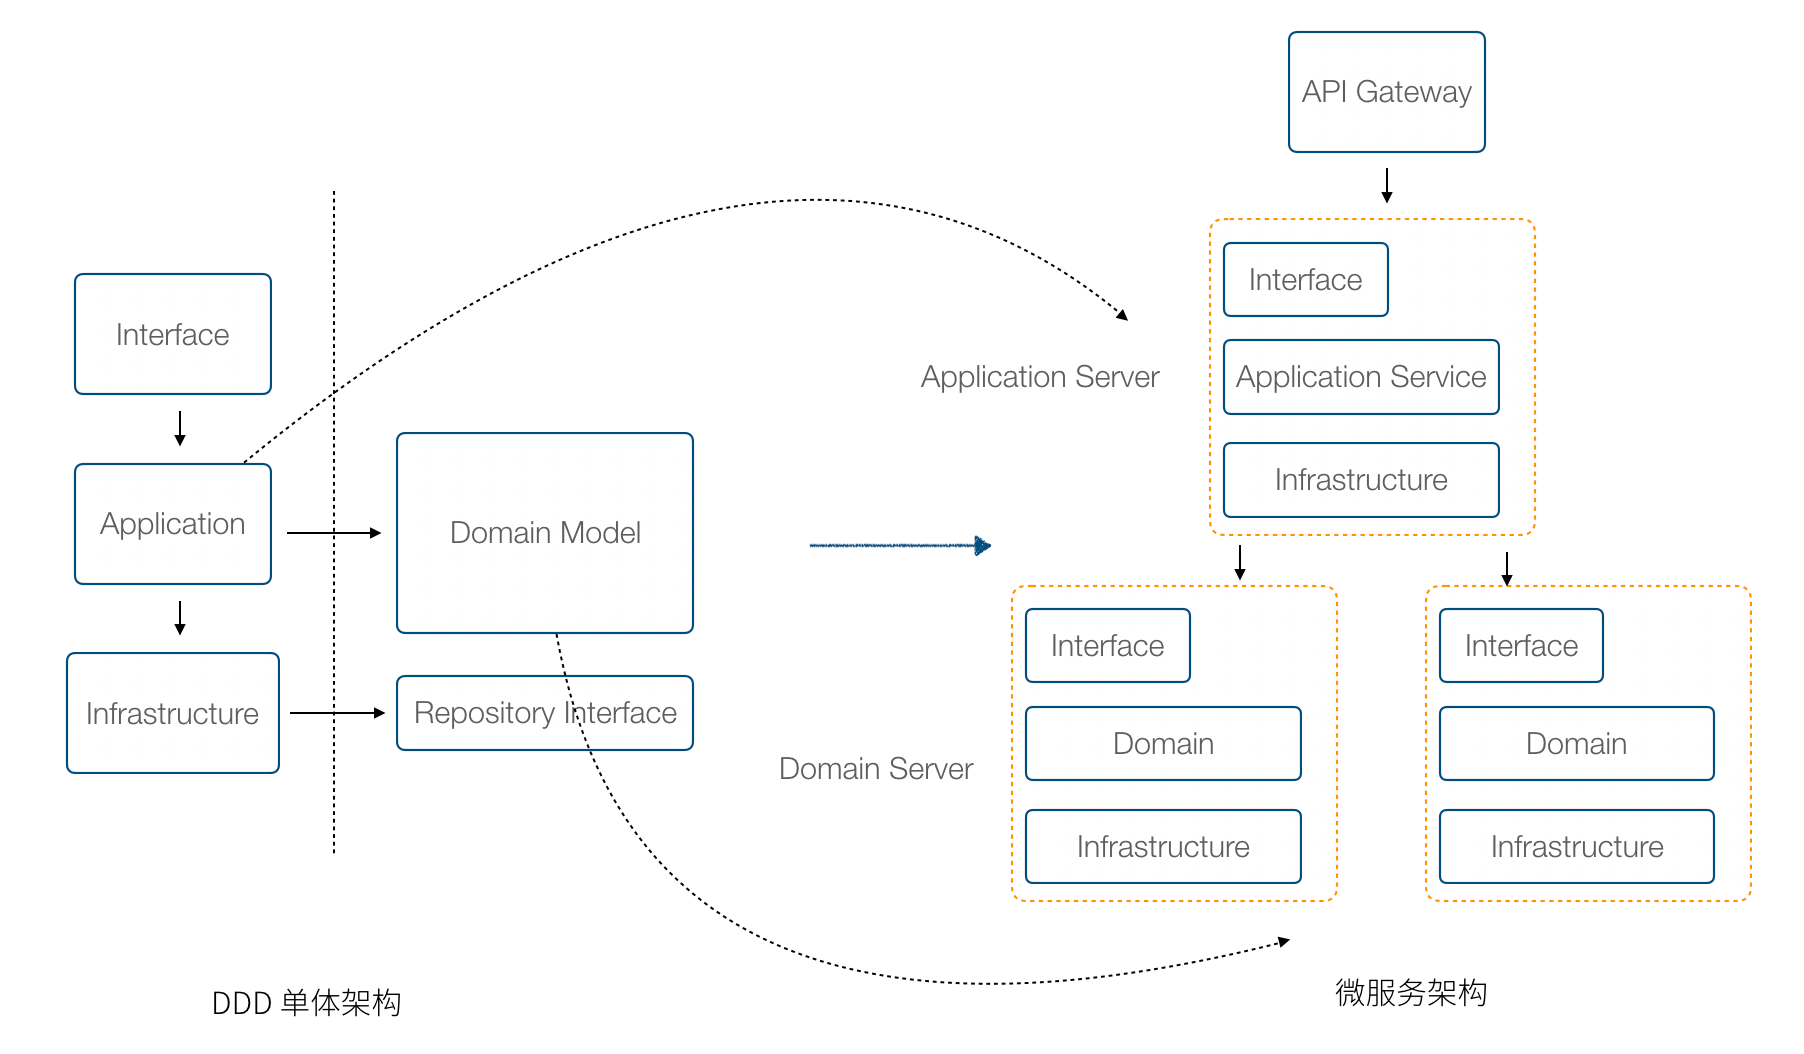 Interface
Application
Infrastructure
Domain Model
Repository Interface
DDD 单体架构
API Gateway
Application Server
Interface
Application Service
Infrastructure
Domain Server
Interface
Domain
Infrastructure
Interface
Domain
Infrastructure
微服务架构